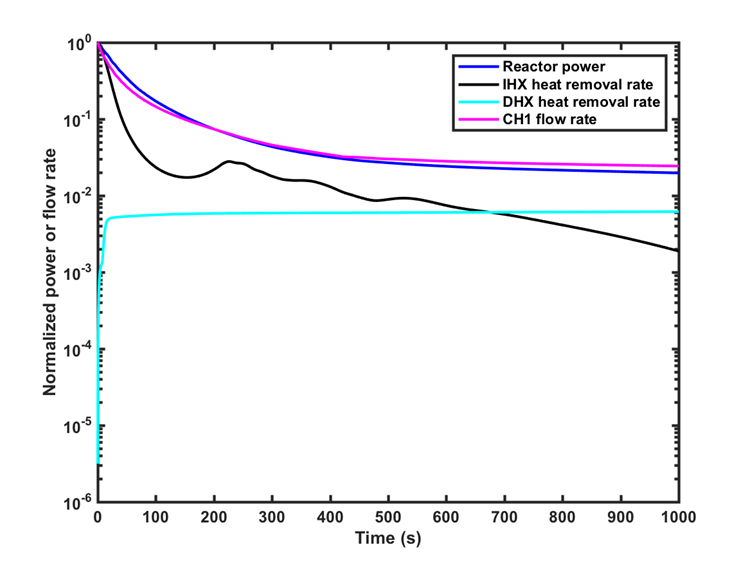 Normalized power or flow rate
10^0
10^-1
10^-2
10^-3
10^-4
10^-5
10^-6
Reactor power
IHX heat removal rate
DHX heat removal rate
CH1 flow rate
0 100 200 300 400 500 600 700 800 900 1000
Time (s)